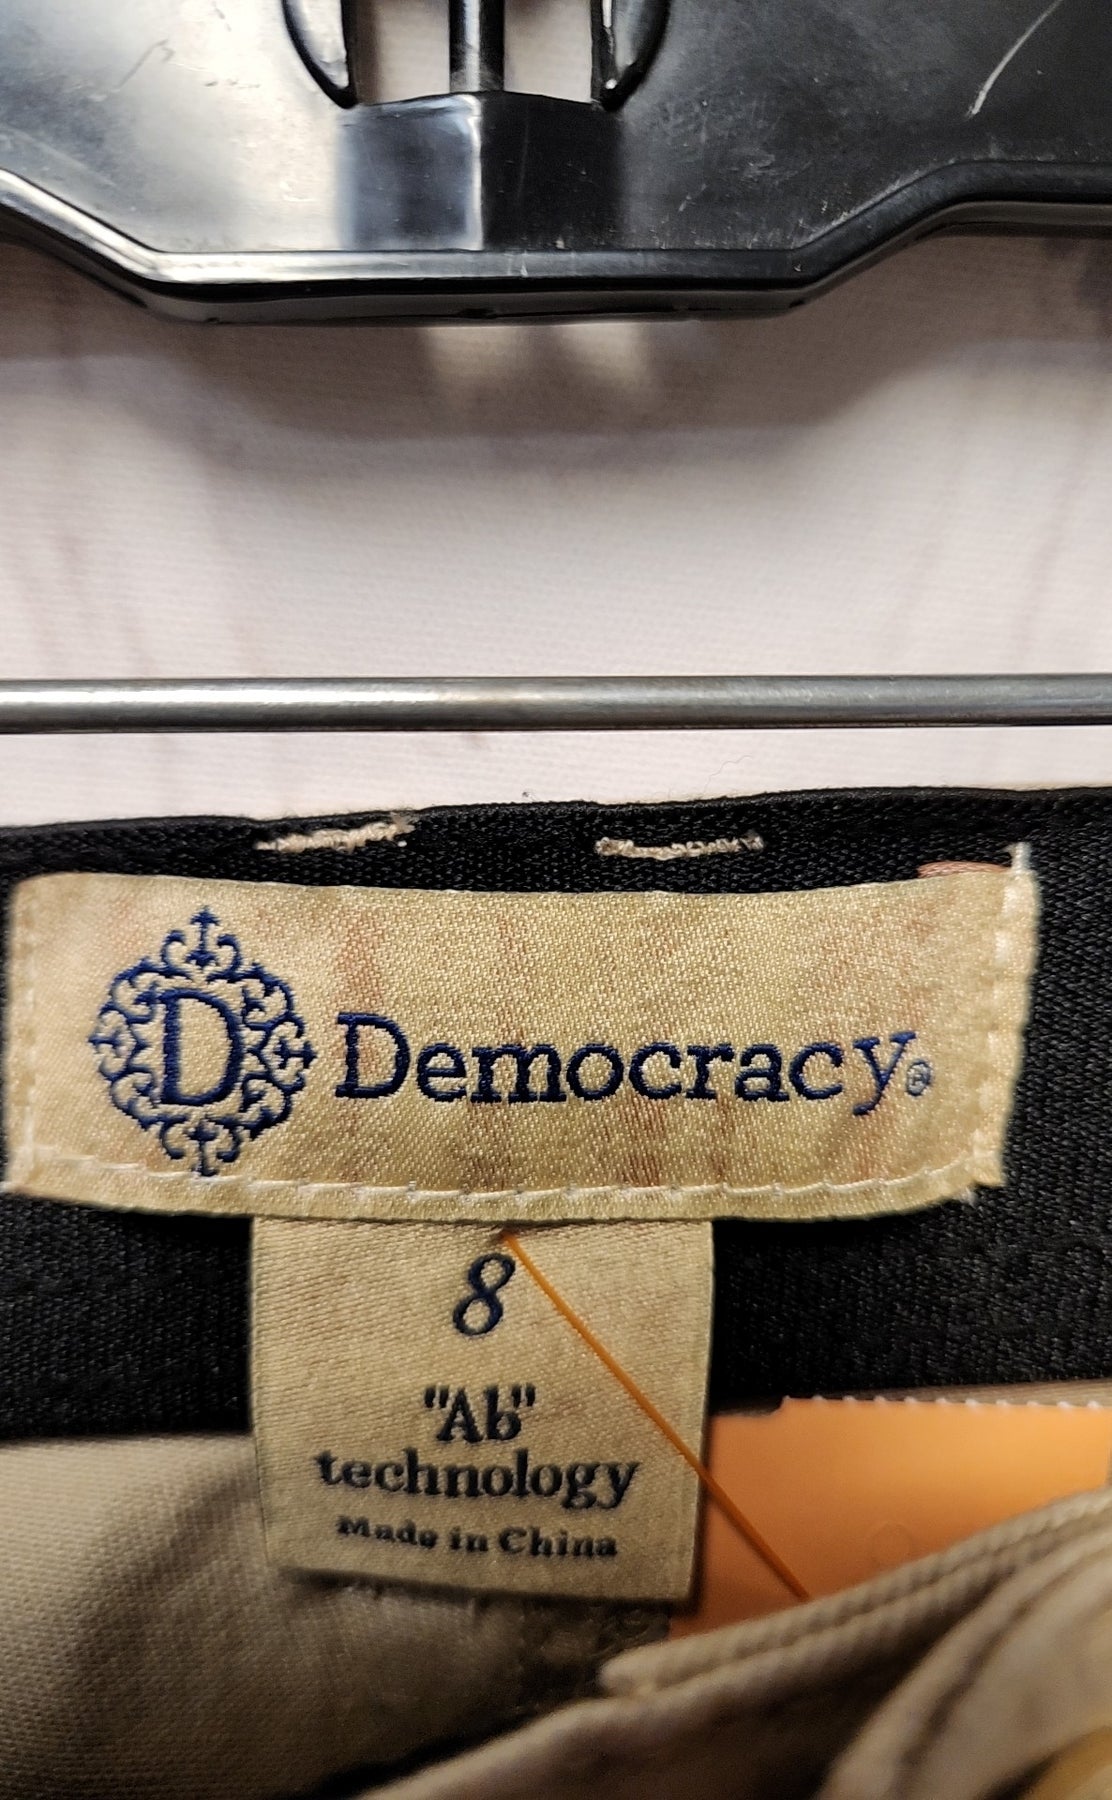 D Democracy®
8
"Ab"
technology
Made in China